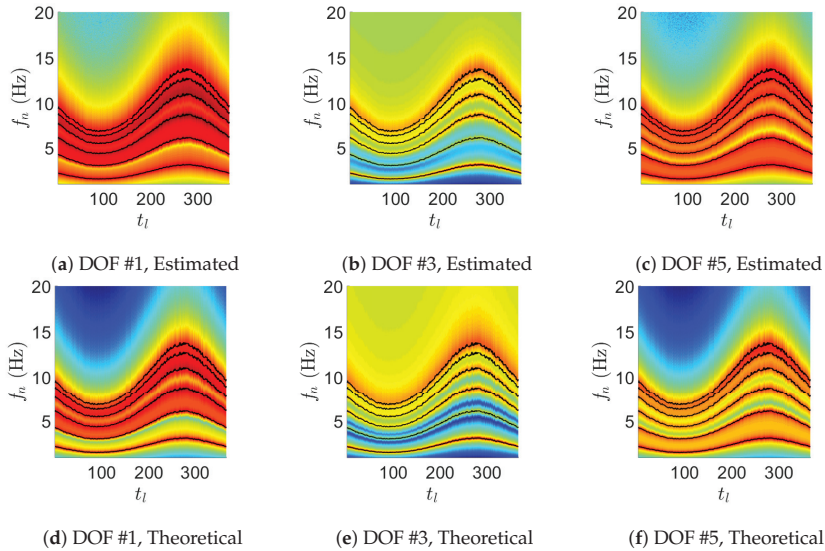 20
15
10
5
f_n (Hz)
100 200 300
t_l
(a) DOF #1, Estimated
20
15
10
5
f_n (Hz)
100 200 300
t_l
(b) DOF #3, Estimated
20
15
10
5
f_n (Hz)
100 200 300
t_l
(c) DOF #5, Estimated
20
15
10
5
f_n (Hz)
100 200 300
t_l
(d) DOF #1, Theoretical
20
15
10
5
f_n (Hz)
100 200 300
t_l
(e) DOF #3, Theoretical
20
15
10
5
f_n (Hz)
100 200 300
t_l
(f) DOF #5, Theoretical